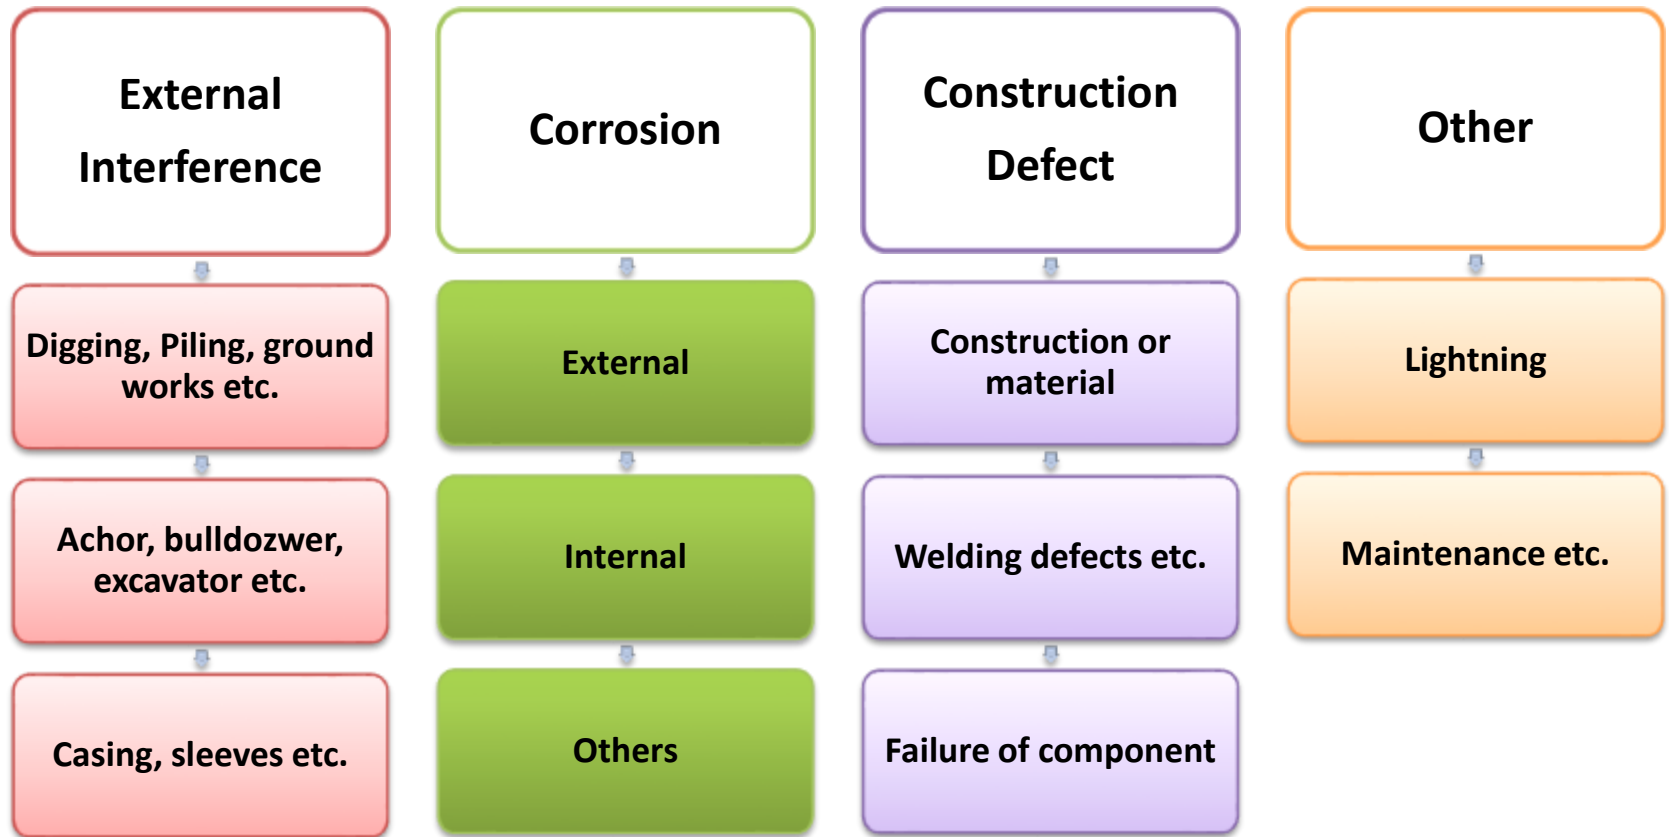 External
Interference
Digging, Piling, ground
works etc.
Achor, bulldozwer,
excavator etc.
Casing, sleeves etc.
Corrosion
External
Internal
Others
Construction
Defect
Construction or
material
Welding defects etc.
Failure of component
Other
Lightning
Maintenance etc.